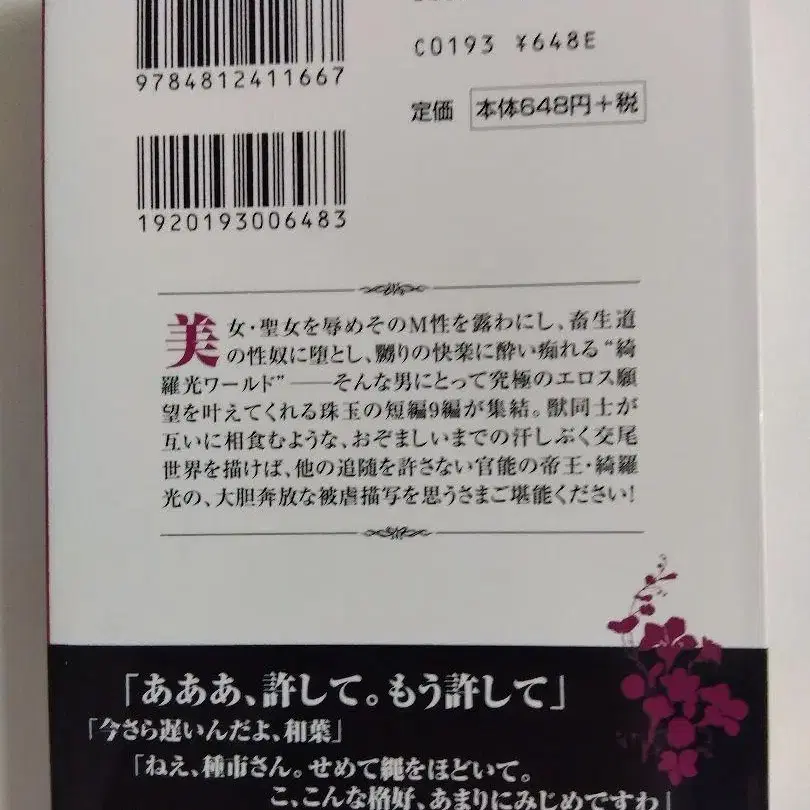 9784812411667
C0193 ¥648E
定価 本体648円+税
1920193006483
美女・聖女を辱めそのM性を露わにし、畜生道
の性奴に堕とし、嬲りの快楽に酔い痴れる“綺
羅光ワールド”――そんな男にとって究極のエロス願
望を叶えてくれる珠玉の短編9編が集結。獣同士が
互いに相食むような、おぞましいまでの汗しぶく交尾
世界を描けば、他の追随を許さない官能の帝王・綺羅
光の、大胆奔放な被虐描写を思うさまご堪能ください!
「あああ、許して。もう許して」
「今さら遅いんだよ、和葉」
「ねえ、種市さん。せめて縄をほどいて。
こ、こんな格好、あまりにみじめですわ」